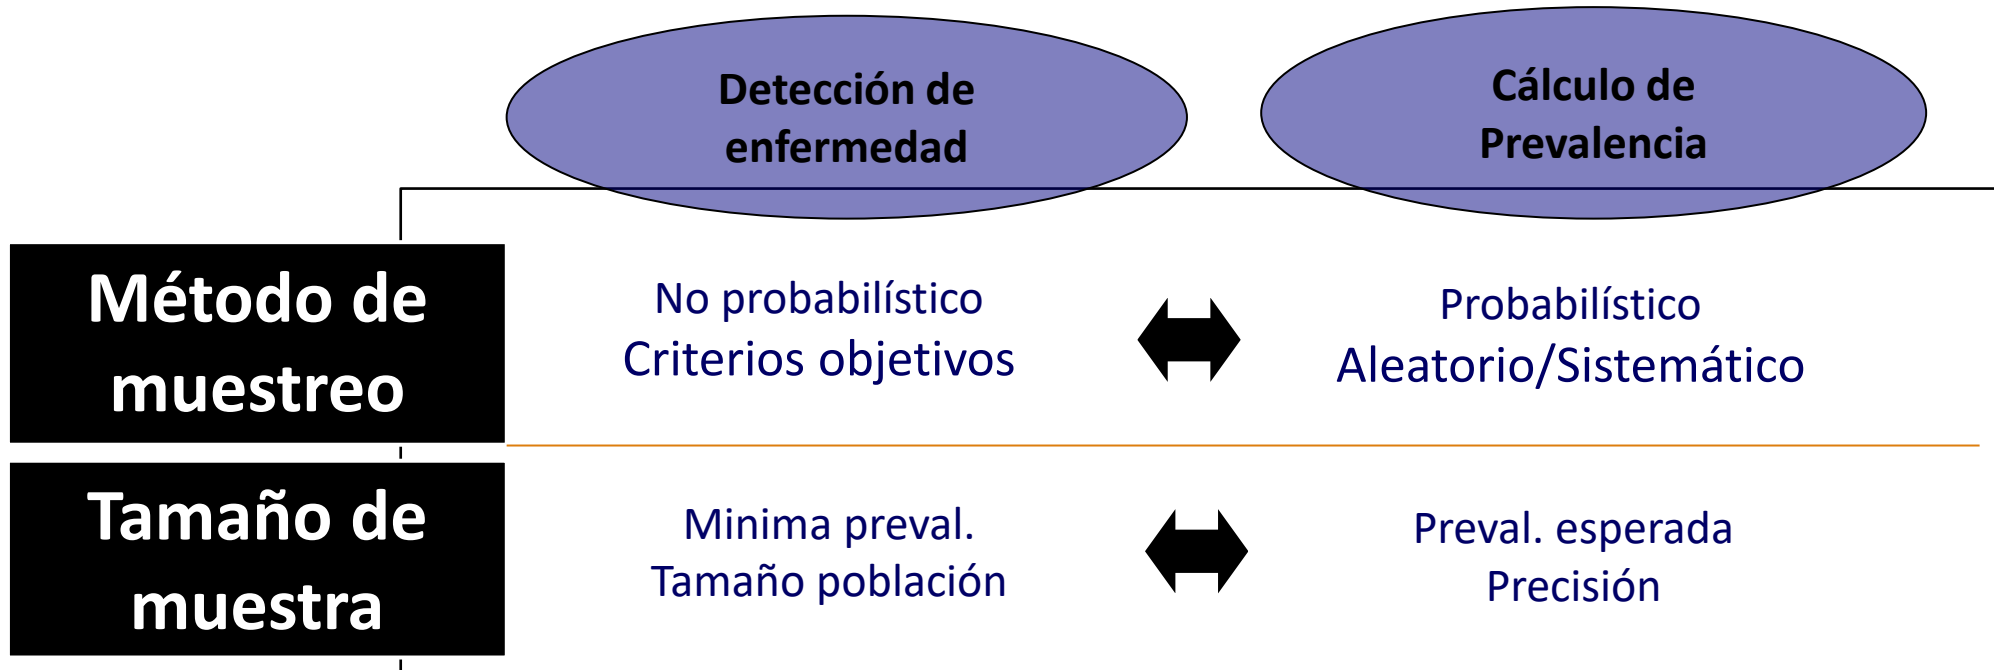 Detección de
enfermedad
Cálculo de
Prevalencia
Método de
muestreo
No probabilístico
Criterios objetivos
Probabilístico
Aleatorio/Sistemático
Tamaño de
muestra
Minima preval.
Tamaño población
Preval. esperada
Precisión